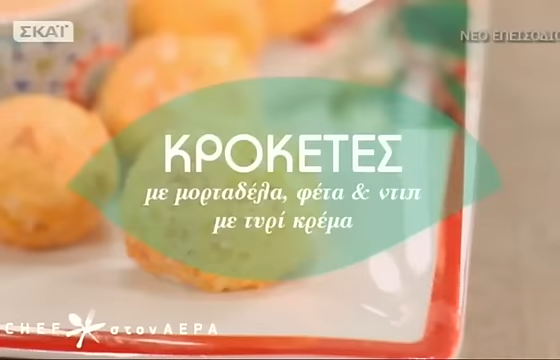 ΣΚΑΪ
ΝΕΟ ΕΠΕΙΣΟΔΙΟ
ΚΡΟΚΕΤΕΣ
με μορταδέλα, φέτα & ντιπ
με τυρί κρέμα
CHEF στον ΑΕΡΑ